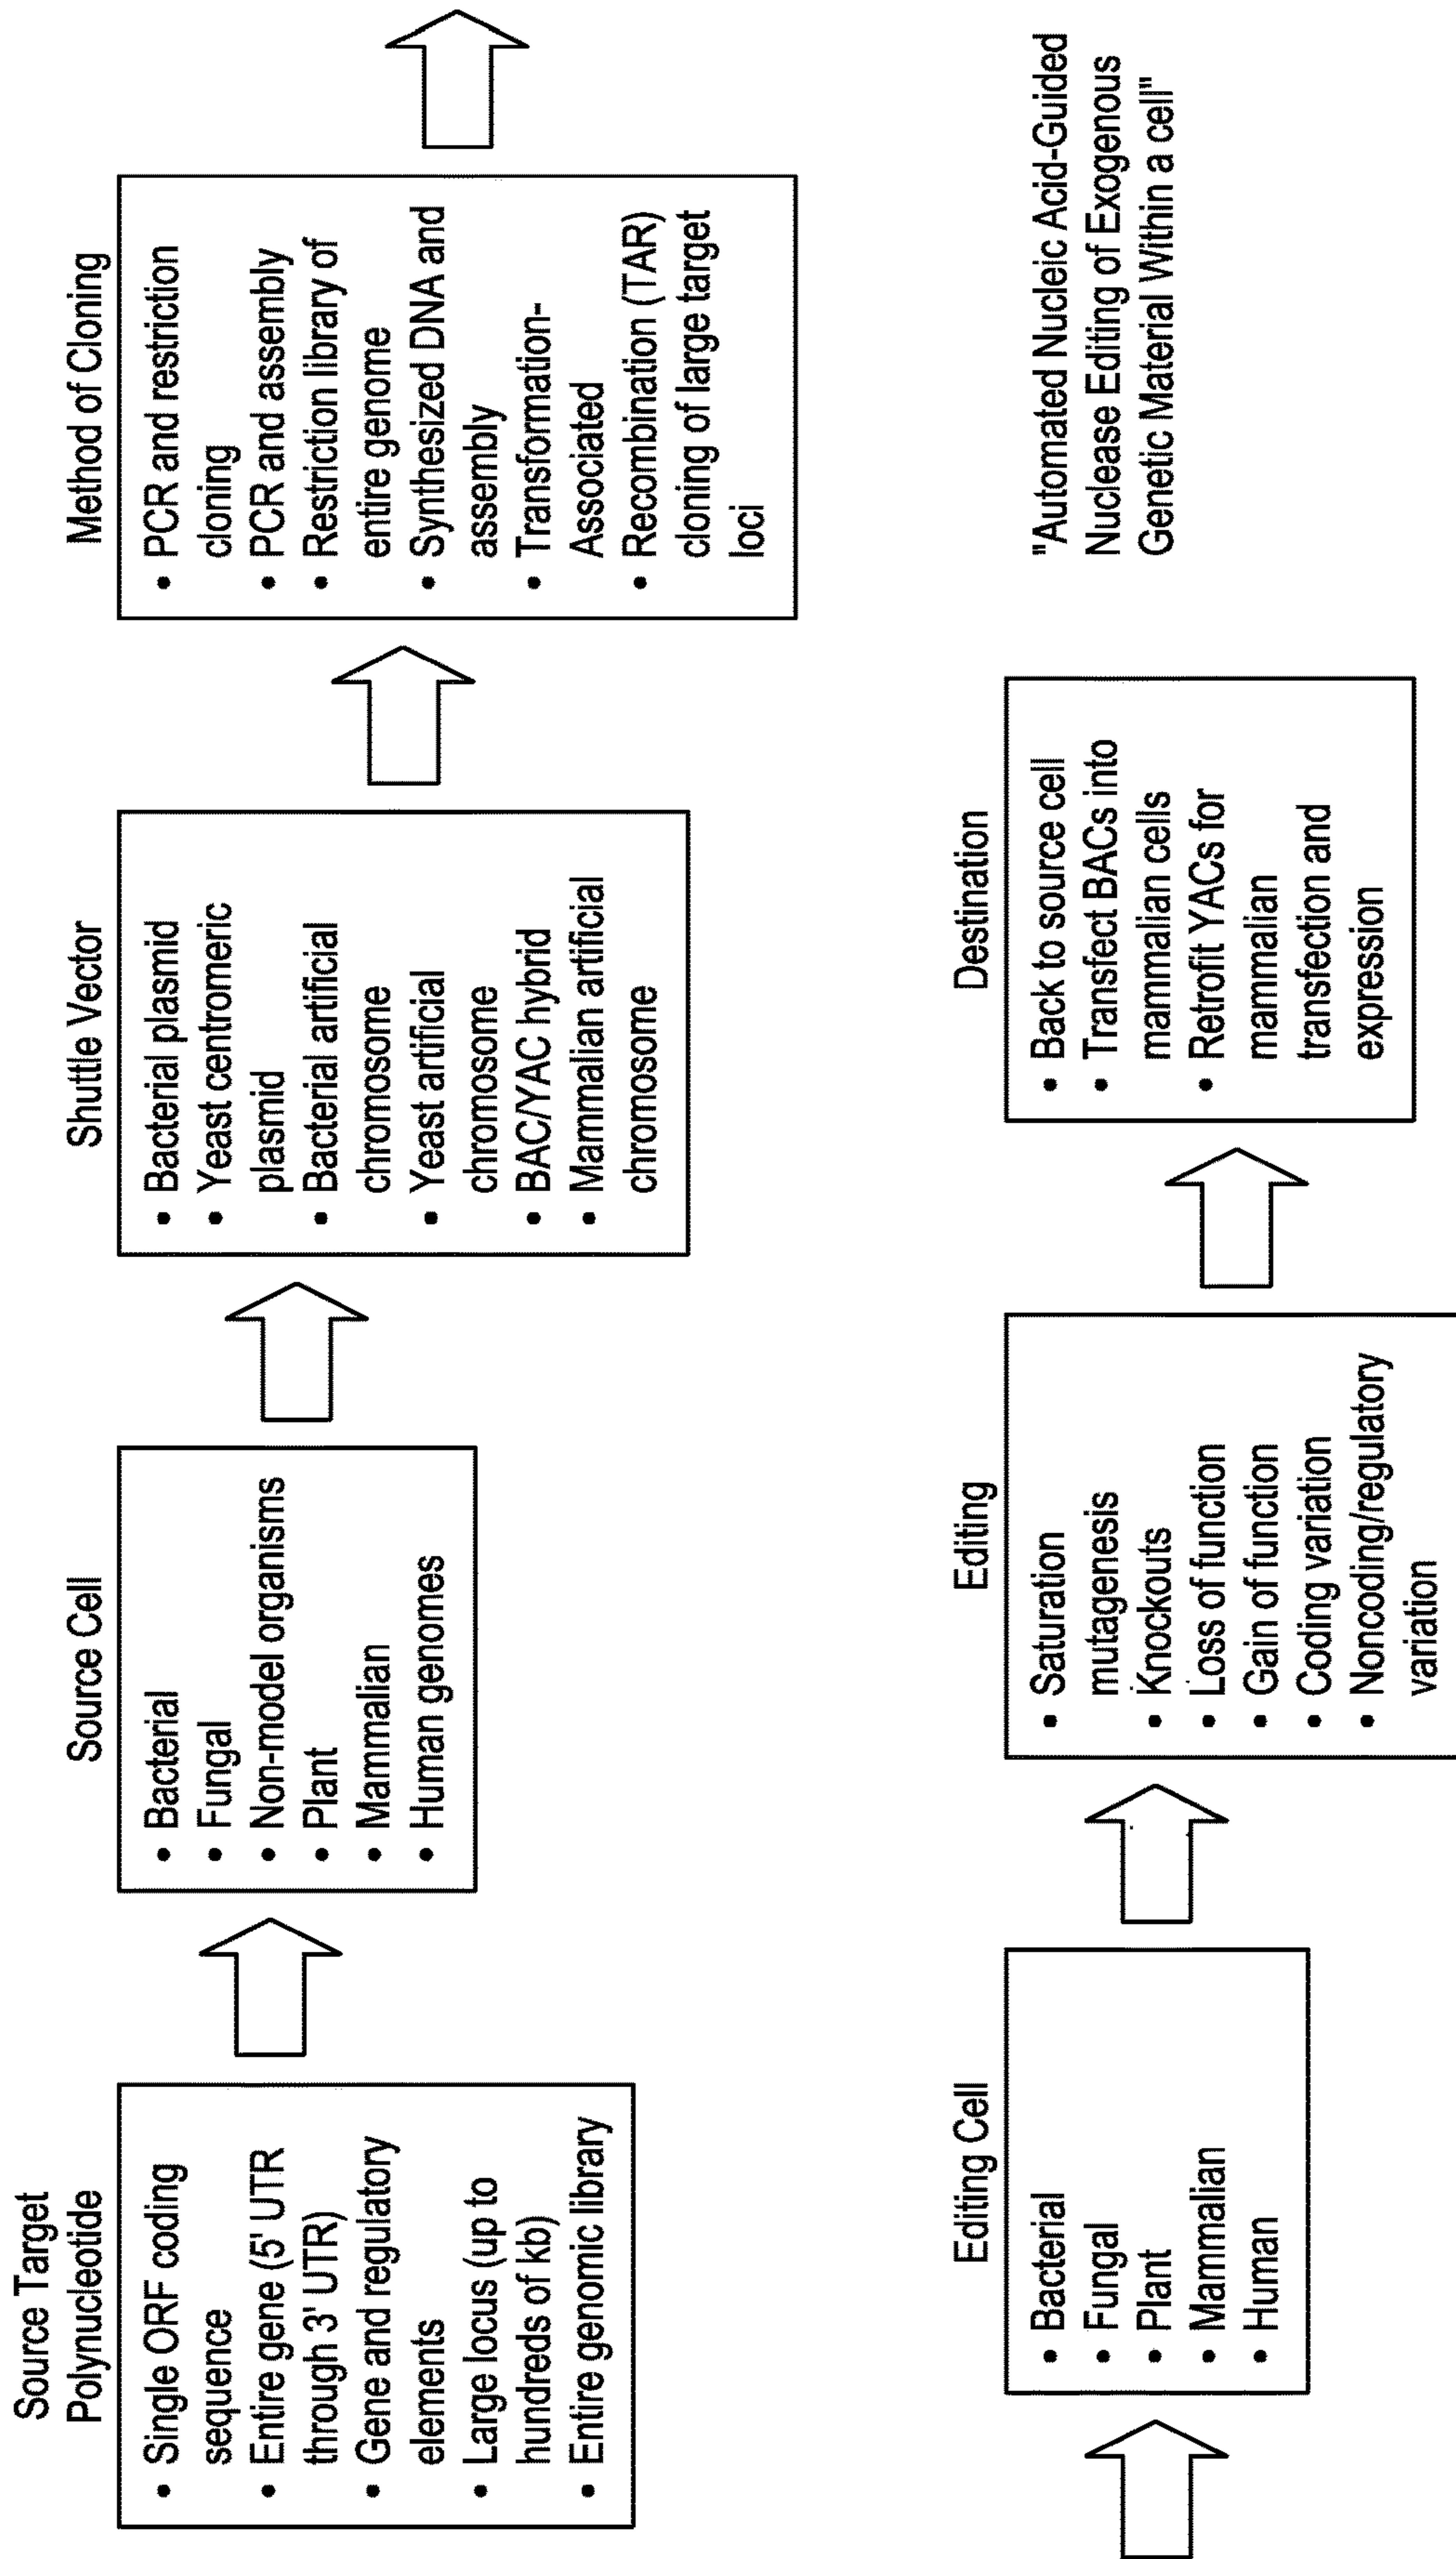 Source Target
Polynucleotide
• Single ORF coding
sequence
• Entire gene (5' UTR
through 3' UTR)
• Gene and regulatory
elements
• Large locus (up to
hundreds of kb)
• Entire genomic library
Source Cell
• Bacterial
• Fungal
• Non-model organisms
• Plant
• Mammalian
• Human genomes
Shuttle Vector
• Bacterial plasmid
• Yeast centromeric
plasmid
• Bacterial artificial
chromosome
• Yeast artificial
chromosome
• BAC/YAC hybrid
• Mammalian artificial
chromosome
Method of Cloning
• PCR and restriction
cloning
• PCR and assembly
• Restriction library of
entire genome
• Synthesized DNA and
assembly
• Transformation-
Associated
• Recombination (TAR)
cloning of large target
loci
Editing Cell
• Bacterial
• Fungal
• Plant
• Mammalian
• Human
Editing
• Saturation
mutagenesis
• Knockouts
• Loss of function
• Gain of function
• Coding variation
• Noncoding/regulatory
variation
Destination
• Back to source cell
• Transfect BACs into
mammalian cells
• Retrofit YACs for
mammalian
transfection and
expression
"Automated Nucleic Acid-Guided
Nuclease Editing of Exogenous
Genetic Material Within a cell"